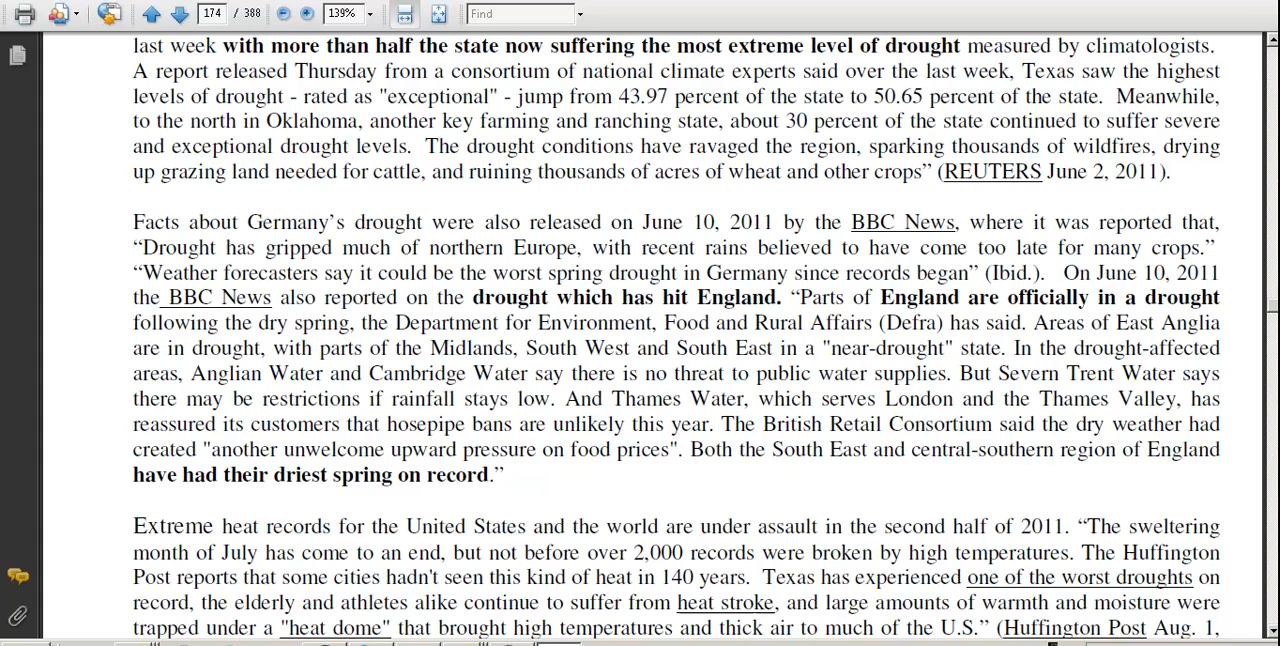 174 / 388 139% Find
last week with more than half the state now suffering the most extreme level of drought measured by climatologists.
A report released Thursday from a consortium of national climate experts said over the last week, Texas saw the highest
levels of drought - rated as "exceptional" - jump from 43.97 percent of the state to 50.65 percent of the state.  Meanwhile,
to the north in Oklahoma, another key farming and ranching state, about 30 percent of the state continued to suffer severe
and exceptional drought levels.  The drought conditions have ravaged the region, sparking thousands of wildfires, drying
up grazing land needed for cattle, and ruining thousands of acres of wheat and other crops” (REUTERS June 2, 2011).
Facts about Germany’s drought were also released on June 10, 2011 by the BBC News, where it was reported that,
“Drought has gripped much of northern Europe, with recent rains believed to have come too late for many crops.”
“Weather forecasters say it could be the worst spring drought in Germany since records began” (Ibid.).  On June 10, 2011
the BBC News also reported on the drought which has hit England. “Parts of England are officially in a drought
following the dry spring, the Department for Environment, Food and Rural Affairs (Defra) has said. Areas of East Anglia
are in drought, with parts of the Midlands, South West and South East in a "near-drought" state. In the drought-affected
areas, Anglian Water and Cambridge Water say there is no threat to public water supplies. But Severn Trent Water says
there may be restrictions if rainfall stays low. And Thames Water, which serves London and the Thames Valley, has
reassured its customers that hosepipe bans are unlikely this year. The British Retail Consortium said the dry weather had
created "another unwelcome upward pressure on food prices". Both the South East and central-southern region of England
have had their driest spring on record.”
Extreme heat records for the United States and the world are under assault in the second half of 2011. “The sweltering
month of July has come to an end, but not before over 2,000 records were broken by high temperatures. The Huffington
Post reports that some cities hadn't seen this kind of heat in 140 years.  Texas has experienced one of the worst droughts on
record, the elderly and athletes alike continue to suffer from heat stroke, and large amounts of warmth and moisture were
trapped under a "heat dome" that brought high temperatures and thick air to much of the U.S.” (Huffington Post Aug. 1,